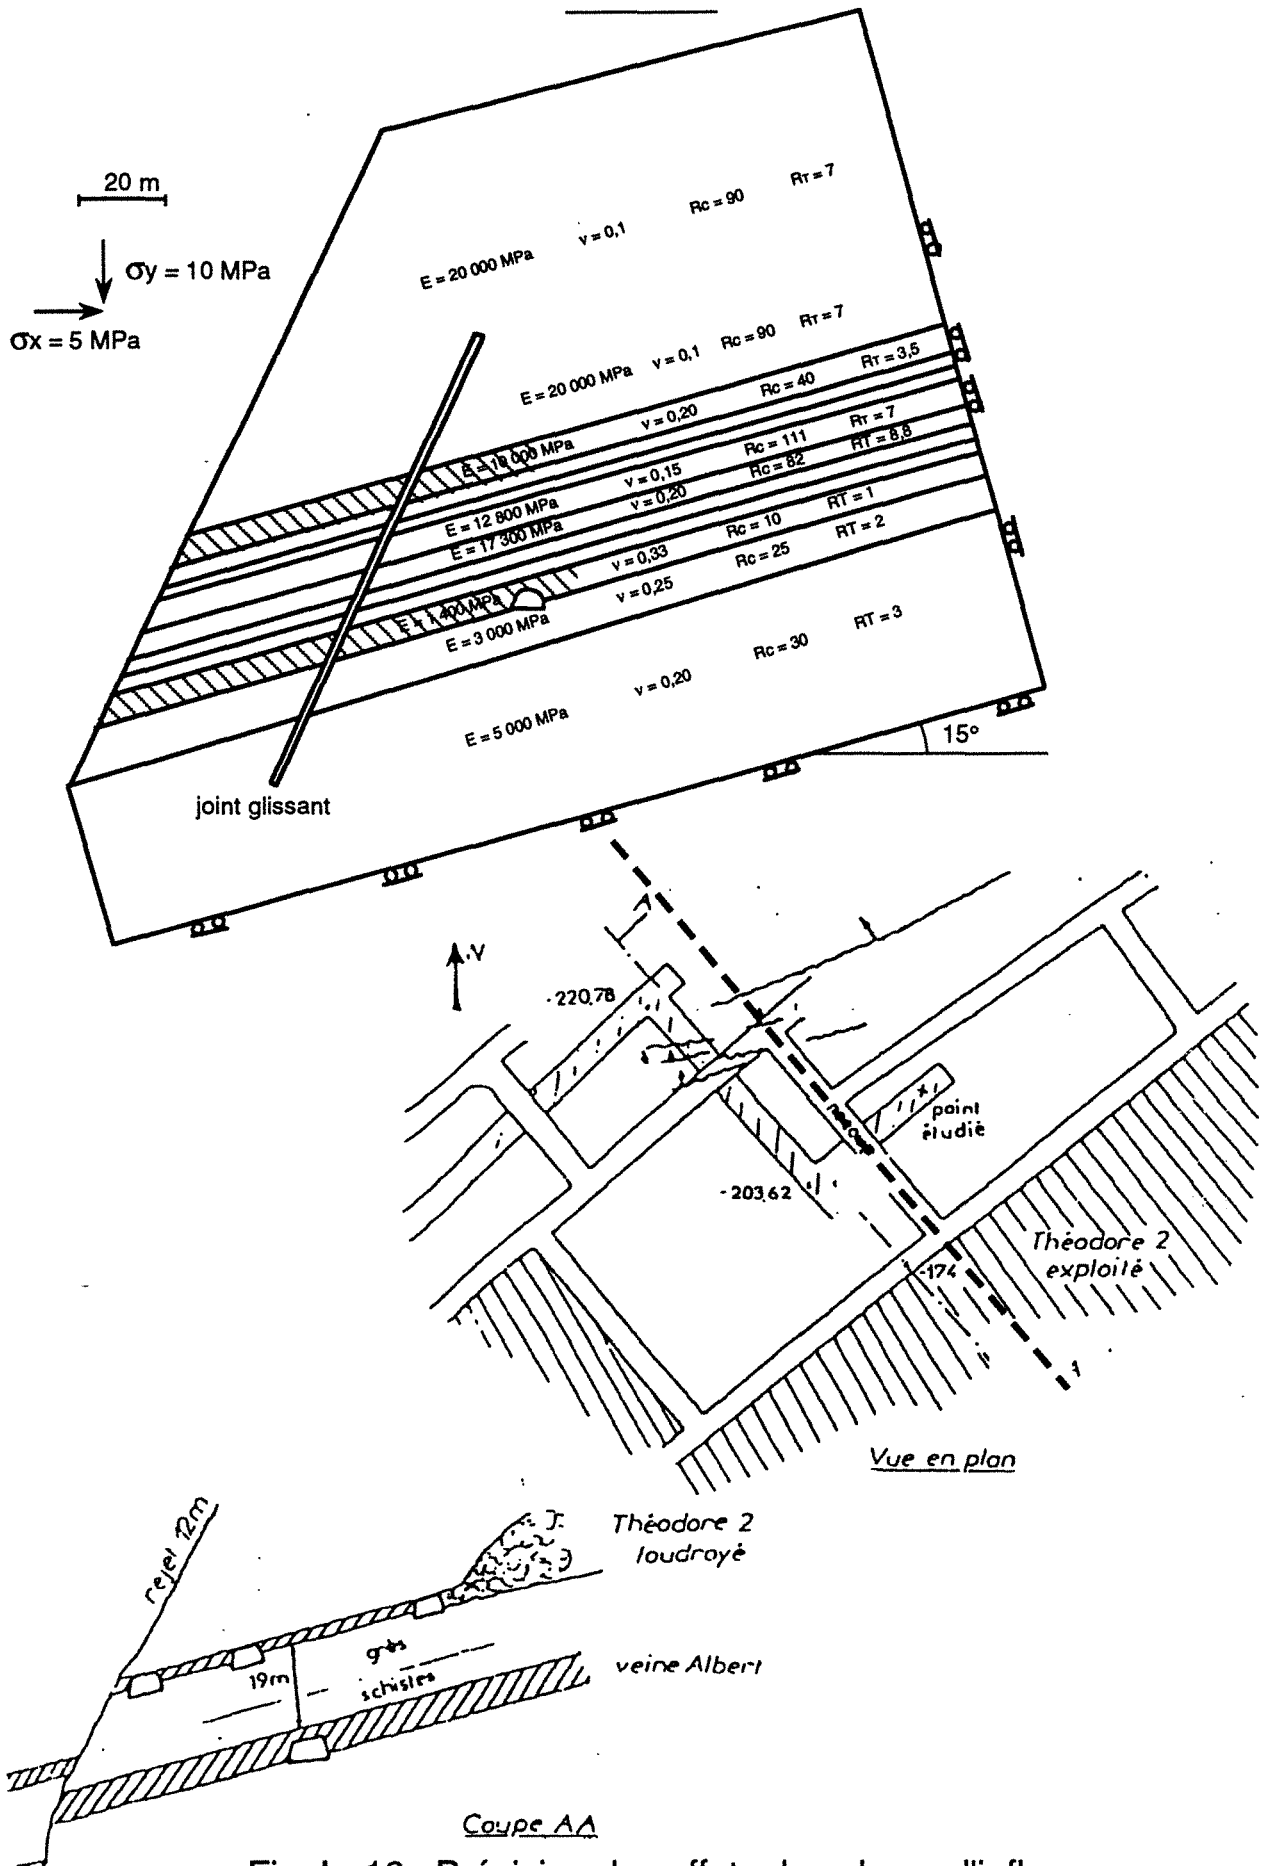 20 m
σy = 10 MPa
σx = 5 MPa
E = 20 000 MPa v = 0,1 Rc = 90 RT = 7
E = 20 000 MPa v = 0,1 Rc = 90 RT = 7
v = 0,20 Rc = 40 RT = 3,5
E = 12 800 MPa v = 0,15 Rc = 111 RT = 7
E = 17 300 MPa v = 0,20 Rc = 82 RT = 8,8
v = 0,33 Rc = 10 RT = 1
E = 3 000 MPa v = 0,25 Rc = 25 RT = 2
E = 5 000 MPa v = 0,20 Rc = 30 RT = 3
15°
joint glissant
A
-220,78
point
étudié
-203,62
Théodore 2
exploité
-174
Vue en plan
rejet 12m
Théodore 2
foudroyé
19m
grès
schistes
veine Albert
Coupe AA